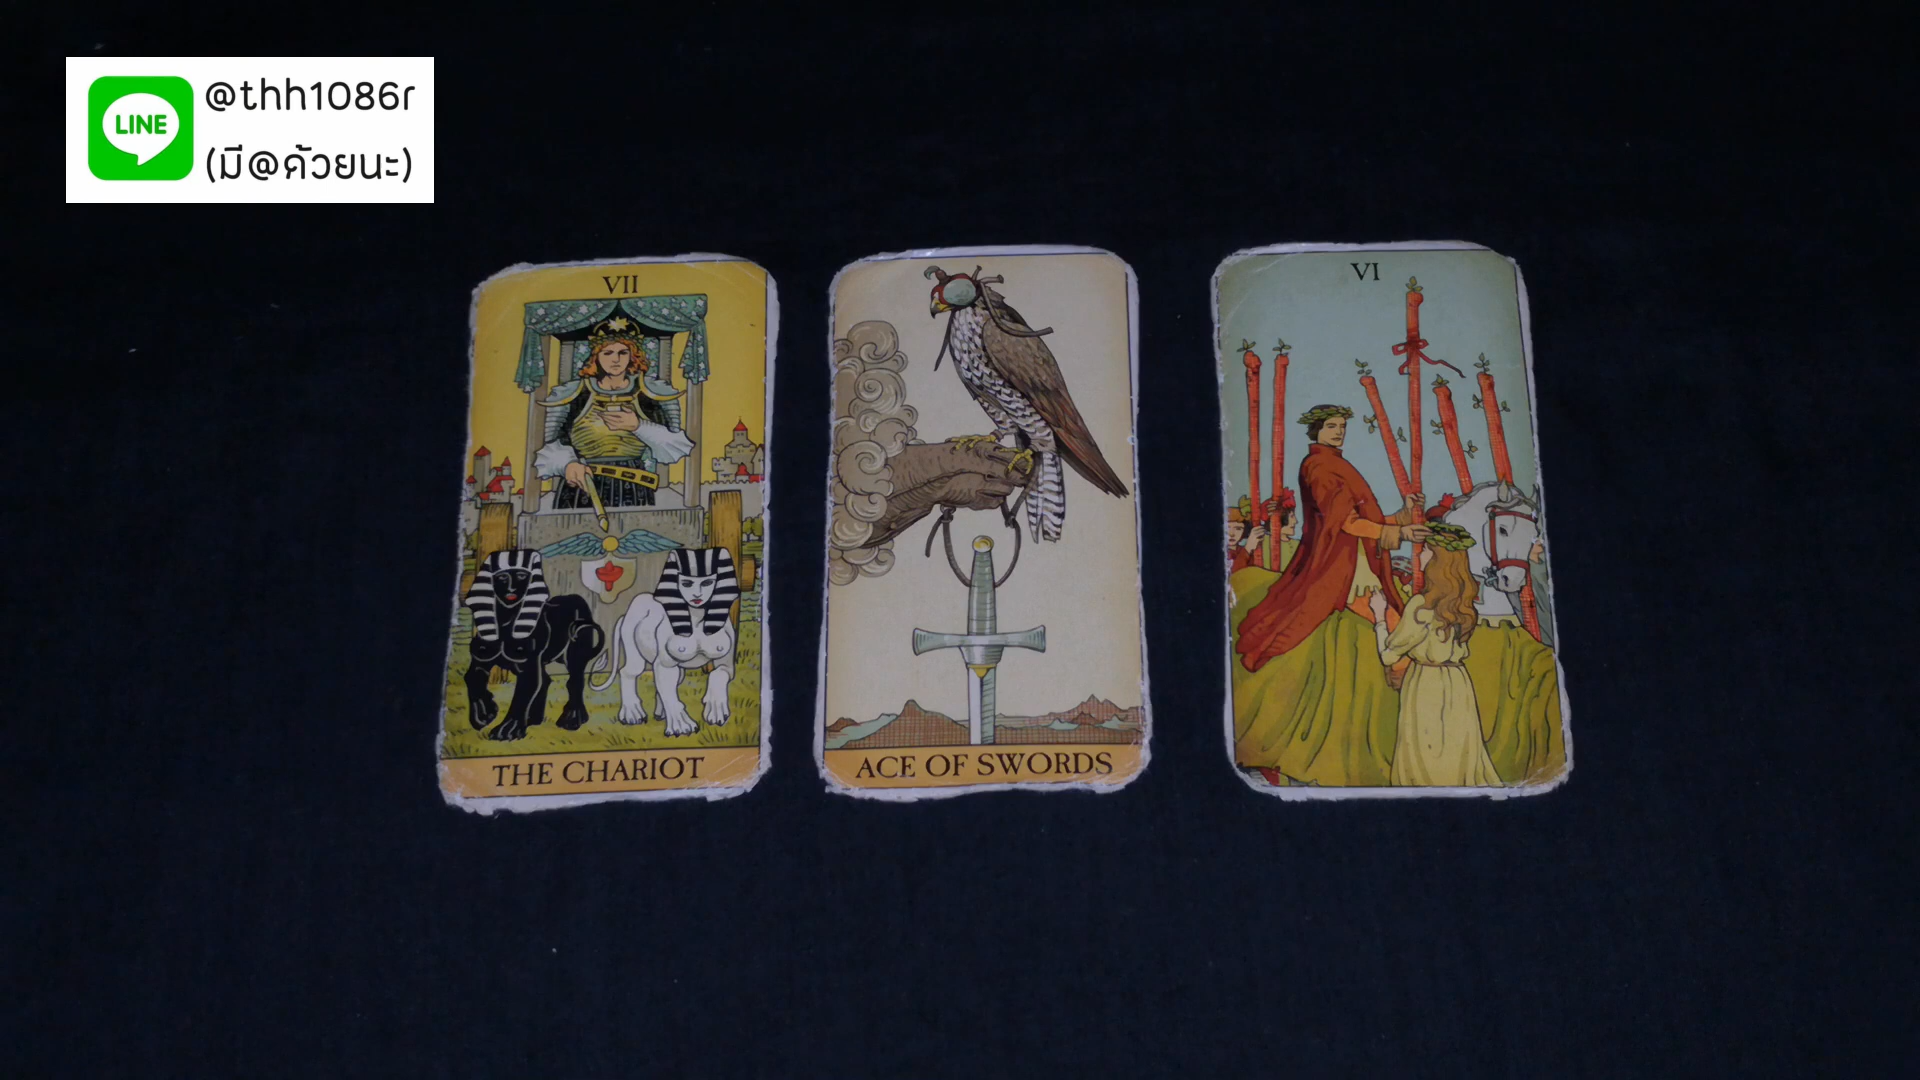 @thh1086r
LINE
(มี@ด้วยนะ)
VII
VI
THE CHARIOT
ACE OF SWORDS